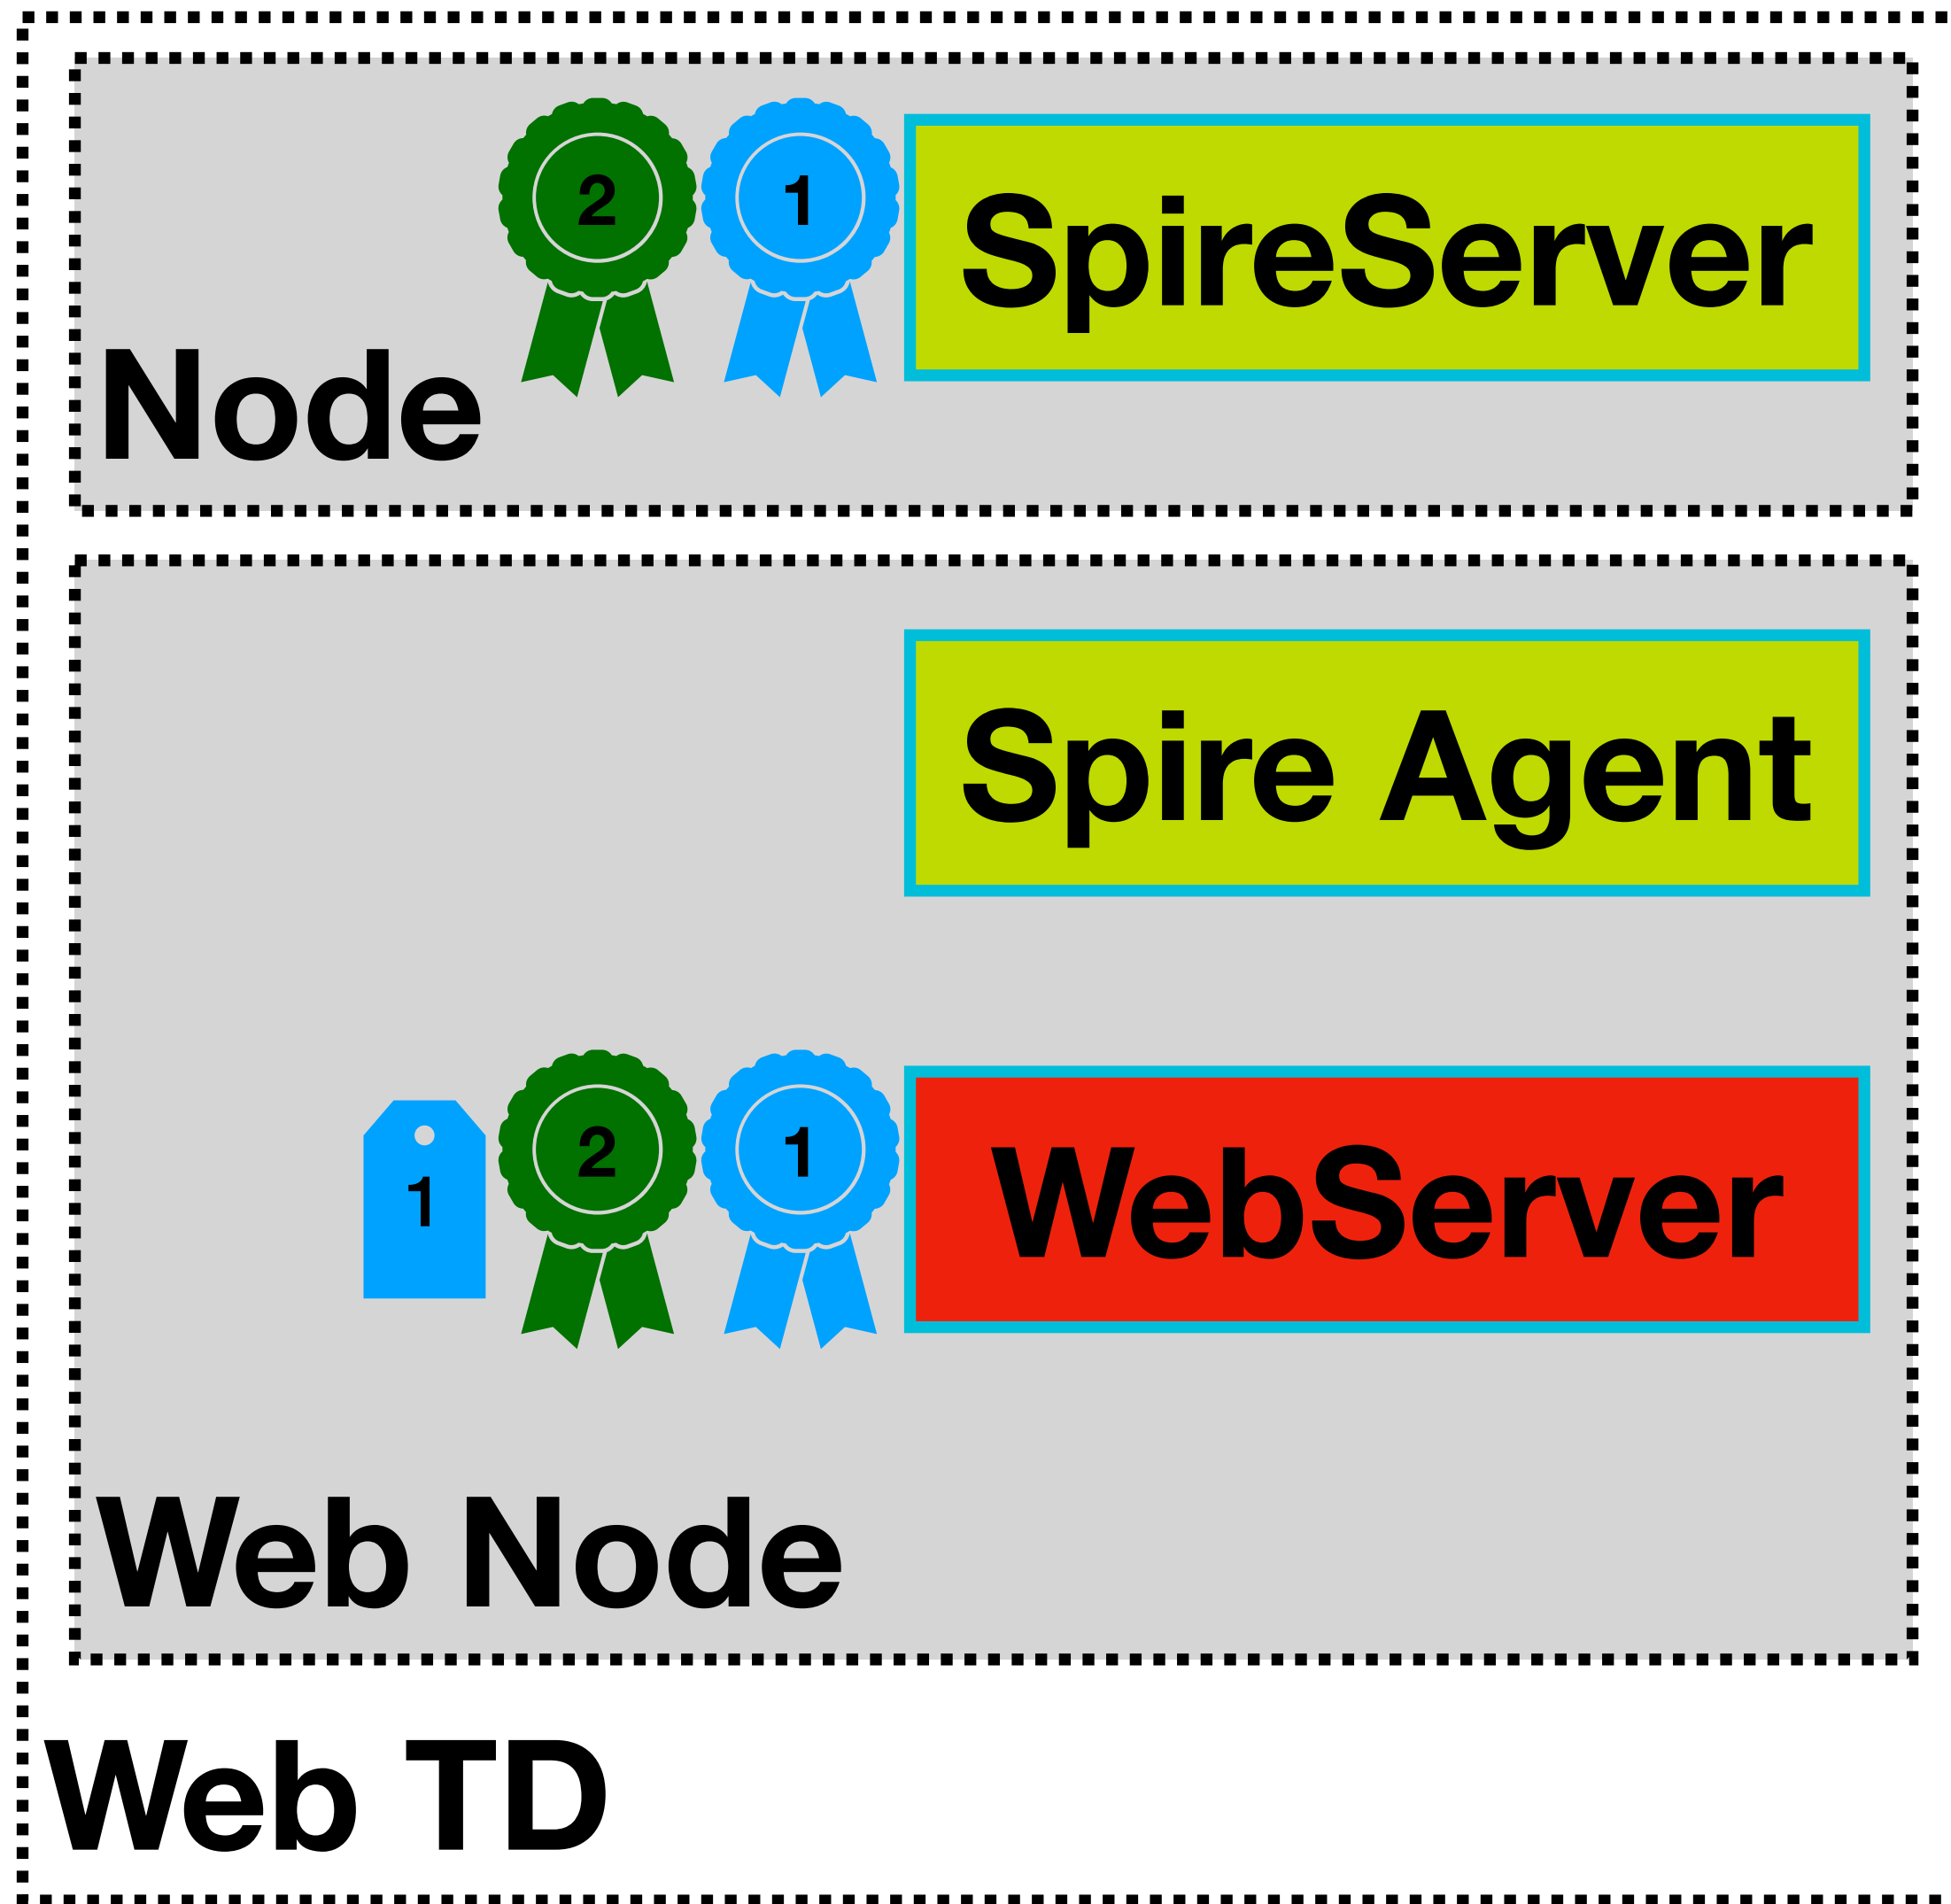 2 1 SpireServer
Node
Spire Agent
1 2 1 WebServer
Web Node
Web TD